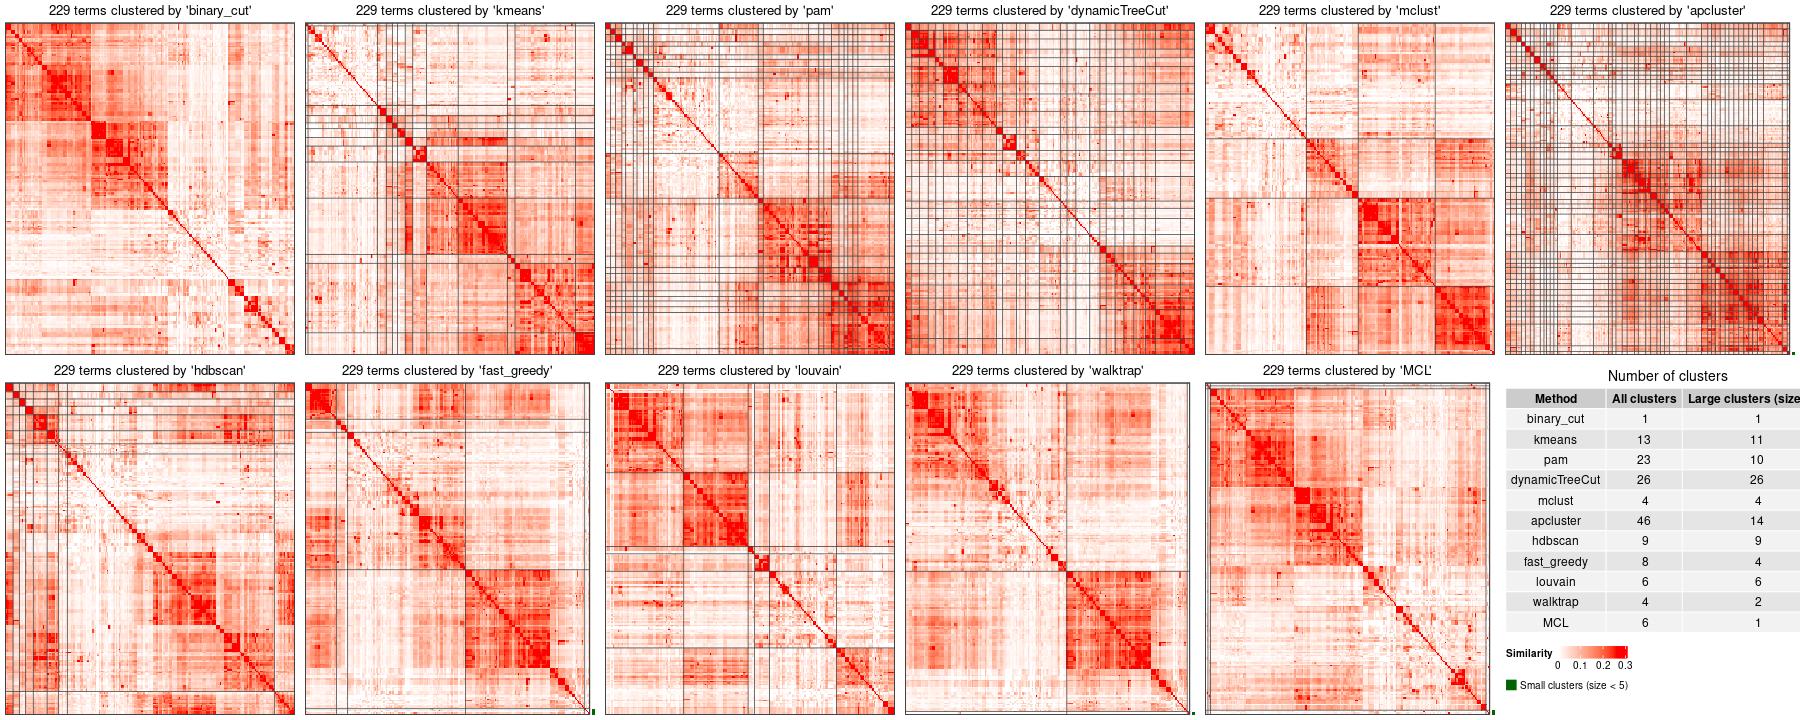 229 terms clustered by 'binary_cut'
229 terms clustered by 'kmeans'
229 terms clustered by 'pam'
229 terms clustered by 'dynamicTreeCut'
229 terms clustered by 'mclust'
229 terms clustered by 'apcluster'
229 terms clustered by 'hdbscan'
229 terms clustered by 'fast_greedy'
229 terms clustered by 'louvain'
229 terms clustered by 'walktrap'
229 terms clustered by 'MCL'
Number of clusters
Method All clusters Large clusters (size
binary_cut 1 1
kmeans 13 11
pam 23 10
dynamicTreeCut 26 26
mclust 4 4
apcluster 46 14
hdbscan 9 9
fast_greedy 8 4
louvain 6 6
walktrap 4 2
MCL 6 1
Similarity
0 0.1 0.2 0.3
Small clusters (size < 5)